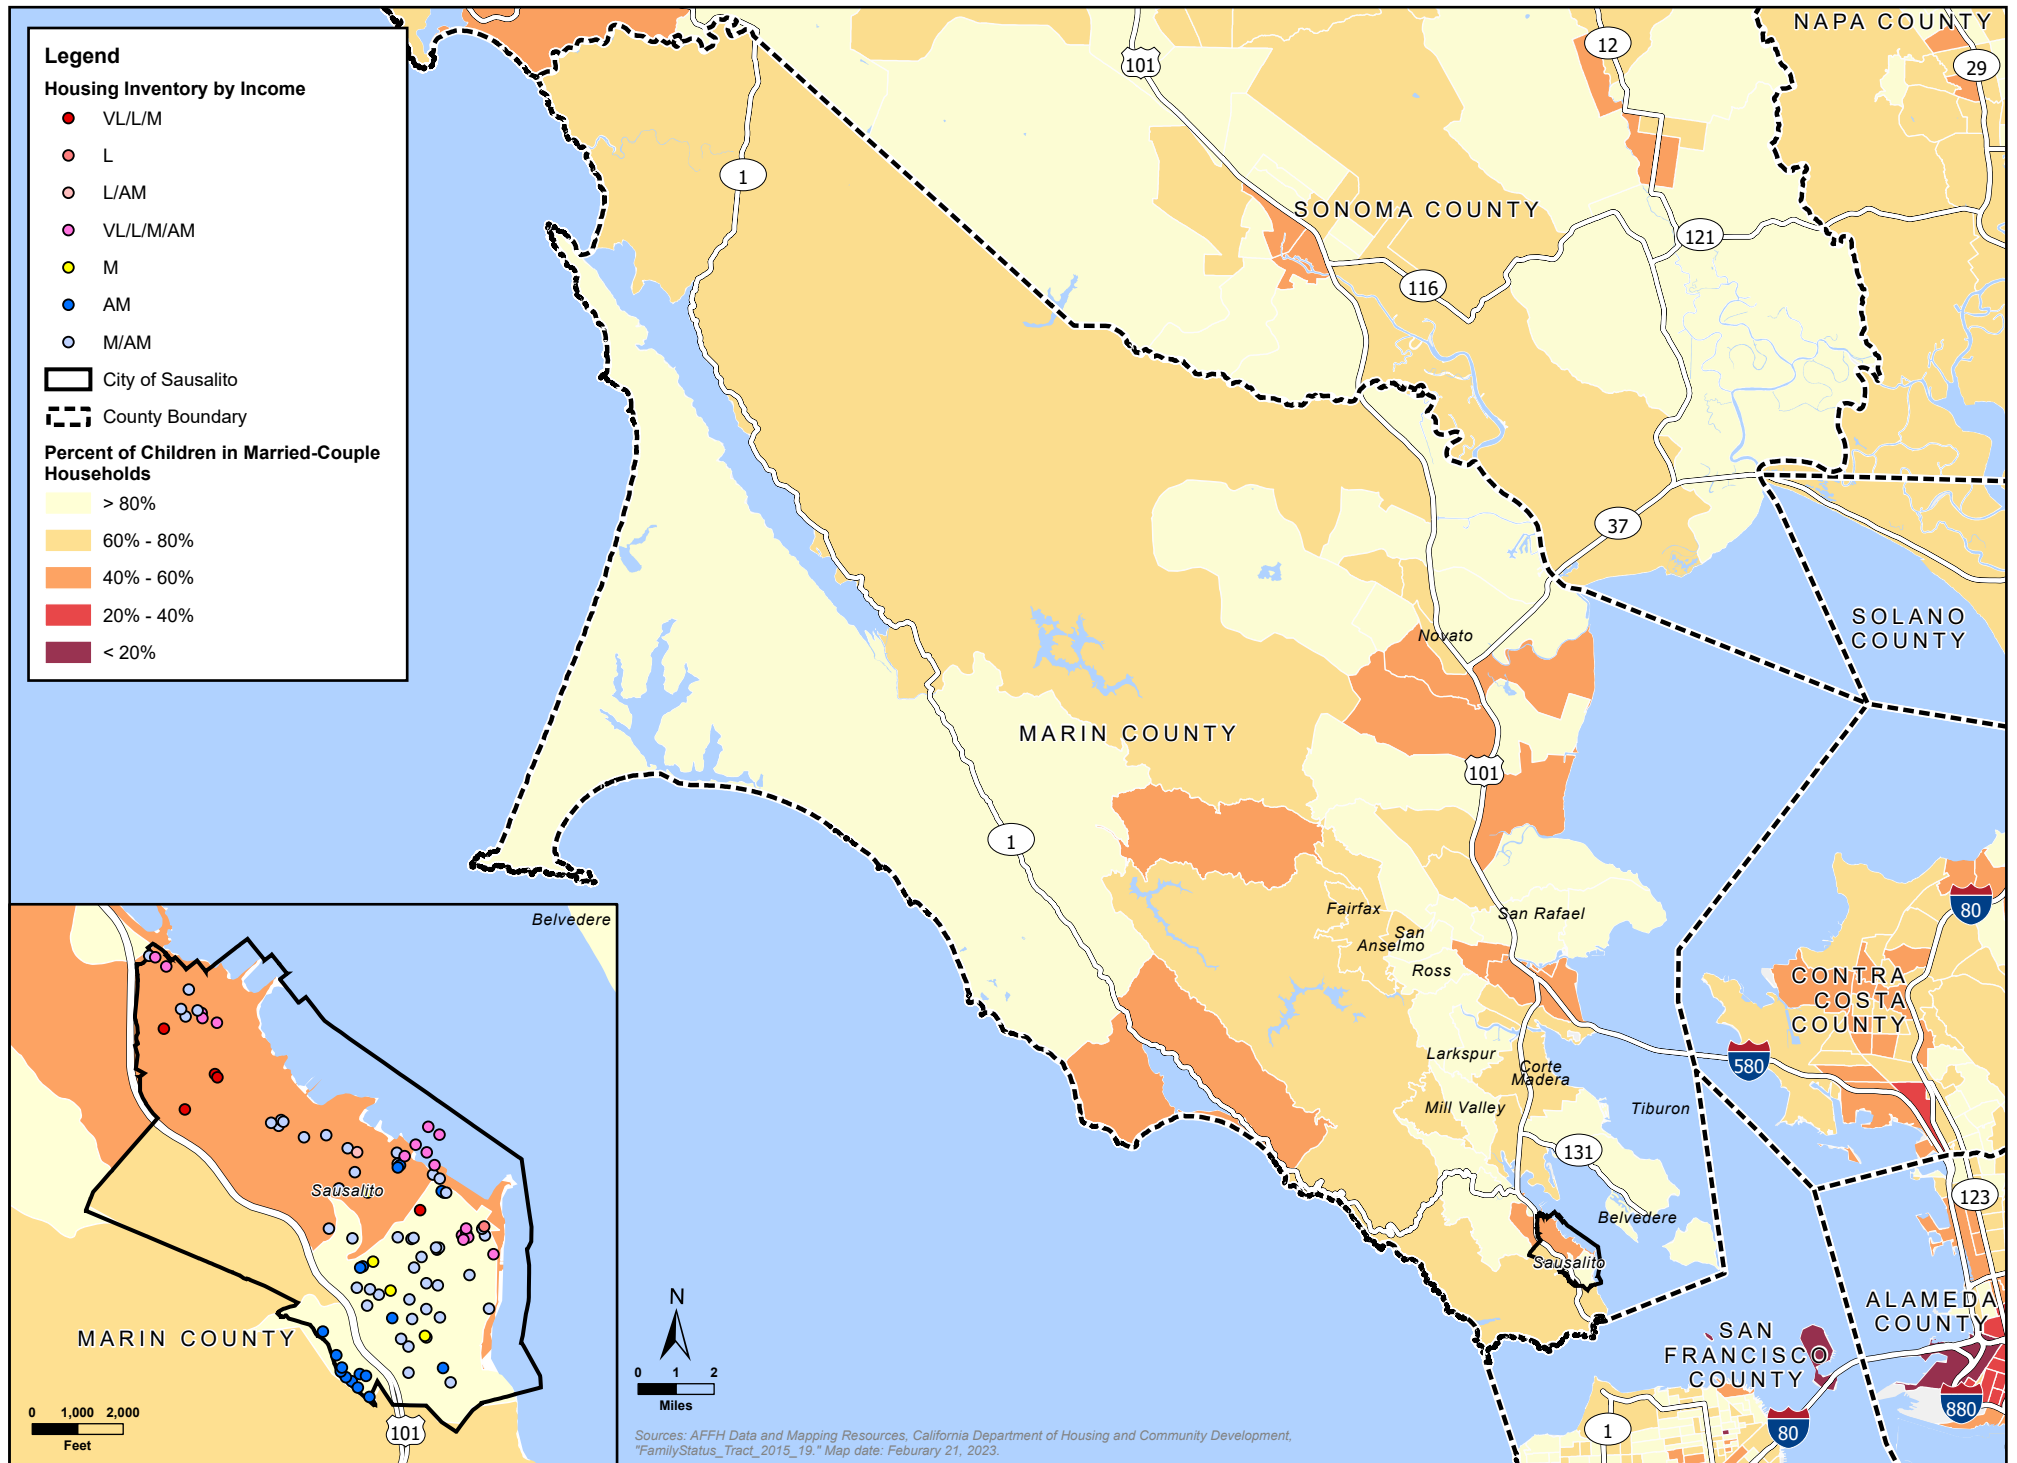 Legend
Housing Inventory by Income
VL/L/M
L
L/AM
VL/L/M/AM
M
AM
M/AM
City of Sausalito
County Boundary
Percent of Children in Married-Couple
Households
> 80%
60% - 80%
40% - 60%
20% - 40%
< 20%
NAPA COUNTY
12
29
101
1
SONOMA COUNTY
121
116
37
SOLANO
COUNTY
Novato
MARIN COUNTY
101
1
80
Fairfax
San Rafael
San
Anselmo
Ross
CONTRA
COSTA
COUNTY
Larkspur
Corte
Madera
580
Mill Valley
Tiburon
131
123
Belvedere
Sausalito
ALAMEDA
COUNTY
SAN
FRANCISCO
COUNTY
880
80
1
Belvedere
Sausalito
MARIN COUNTY
101
0 1,000 2,000
Feet
N
0 1 2
Miles
Sources: AFFH Data and Mapping Resources, California Department of Housing and Community Development,
"FamilyStatus_Tract_2015_19." Map date: Feburary 21, 2023.